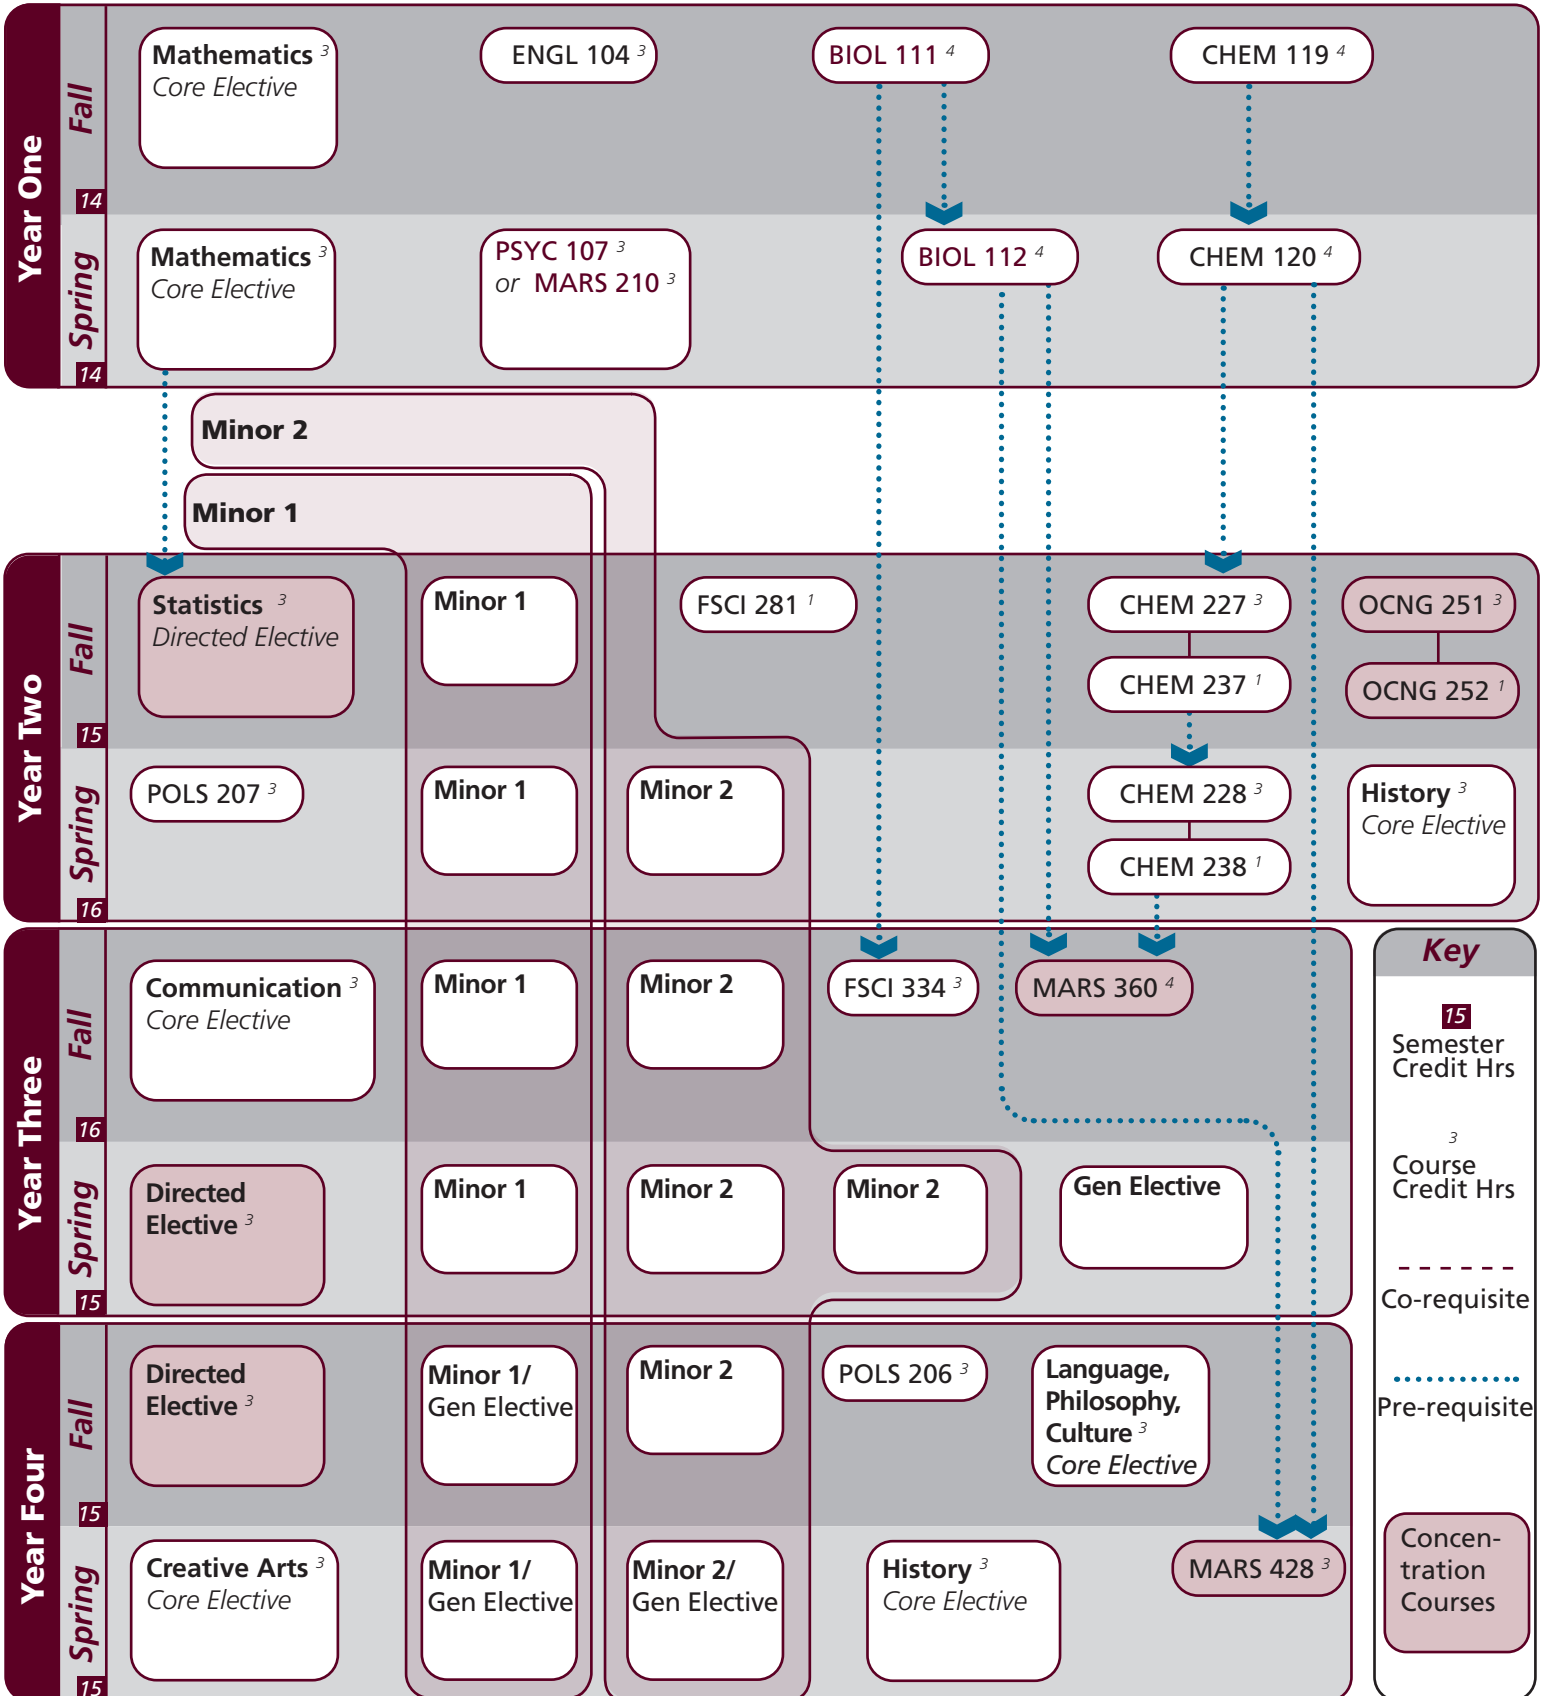 Year One
Fall
14
Mathematics 3
Core Elective
ENGL 104 3
BIOL 111 4
CHEM 119 4
Spring
14
Mathematics 3
Core Elective
PSYC 107 3
or MARS 210 3
BIOL 112 4
CHEM 120 4
Minor 2
Minor 1
Year Two
Fall
15
Statistics 3
Directed Elective
Minor 1
FSCI 281 1
CHEM 227 3
CHEM 237 1
OCNG 251 3
OCNG 252 1
Spring
16
POLS 207 3
Minor 1
Minor 2
CHEM 228 3
CHEM 238 1
History 3
Core Elective
Year Three
Fall
16
Communication 3
Core Elective
Minor 1
Minor 2
FSCI 334 3
MARS 360 4
Spring
15
Directed
Elective 3
Minor 1
Minor 2
Minor 2
Gen Elective
Year Four
Fall
15
Directed
Elective 3
Minor 1/
Gen Elective
Minor 2
POLS 206 3
Language,
Philosophy,
Culture 3
Core Elective
Spring
15
Creative Arts 3
Core Elective
Minor 1/
Gen Elective
Minor 2/
Gen Elective
History 3
Core Elective
MARS 428 3
Key
15
Semester
Credit Hrs
3
Course
Credit Hrs
Co-requisite
Pre-requisite
Concen-
tration
Courses